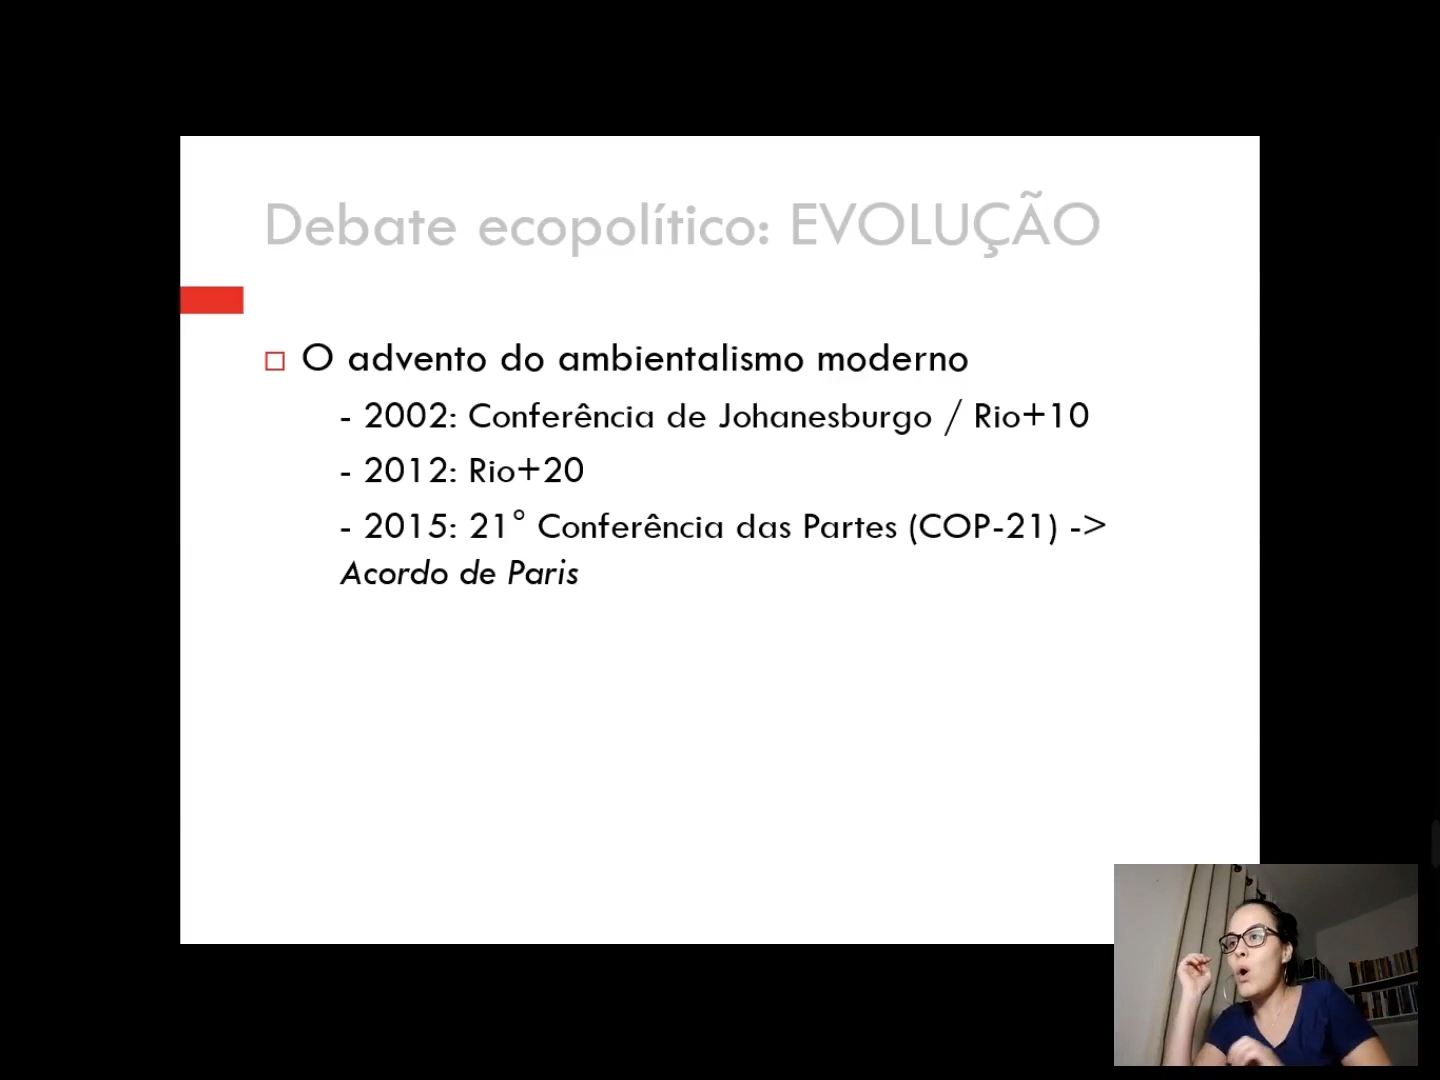 Debate ecopolítico: EVOLUÇÃO
O advento do ambientalismo moderno
- 2002: Conferência de Johanesburgo / Rio+10
- 2012: Rio+20
- 2015: 21° Conferência das Partes (COP-21) ->
Acordo de Paris